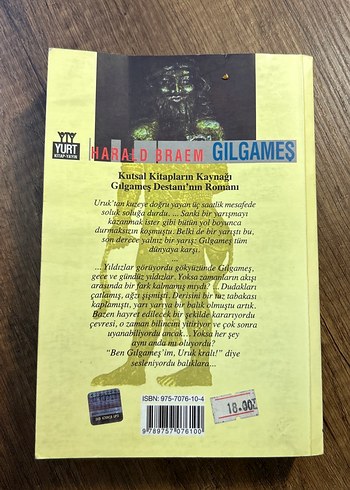 YURT
KİTAP-YAYIN
HARALD BRAEM GILGAMEŞ
Kutsal Kitapların Kaynağı
Gılgameş Destanı'nın Romanı
Uruk'tan kuzeye doğru yayan üç saatlik mesafede
soluk soluğa durdu. ... Sanki bir yarışmayı
kazanmak ister gibi bütün yol boyunca
durmaksızın koşmuştu. Belki de bir yarıştı bu,
son derece yalnız bir yarış: Gılgameş tüm
dünyaya karşı.
...
... Yıldızlar görüyordu gökyüzünde Gılgameş,
gece ve gündüz yıldızlar. Yoksa zamanların akışı
arasında bir fark kalmamış mıydı? .. Dudakları
çatlamış, ağzı şişmişti. Derisini bir tuz tabakası
kaplamıştı, yarı yarıya bir balık olmuştu artık.
Bazen hayret edilecek bir şekilde kararıyordu
çevresi, o zaman bilincini yitiriyor ve çok sonra
uyanabiliyordu ancak... Yoksa her şey
aynı anda mı oluyordu?
"Ben Gılgameş'im, Uruk kralı!" diye
sesleniyordu balıklara...
ISBN: 975-7076-10-4
9 789757 076100
18.00